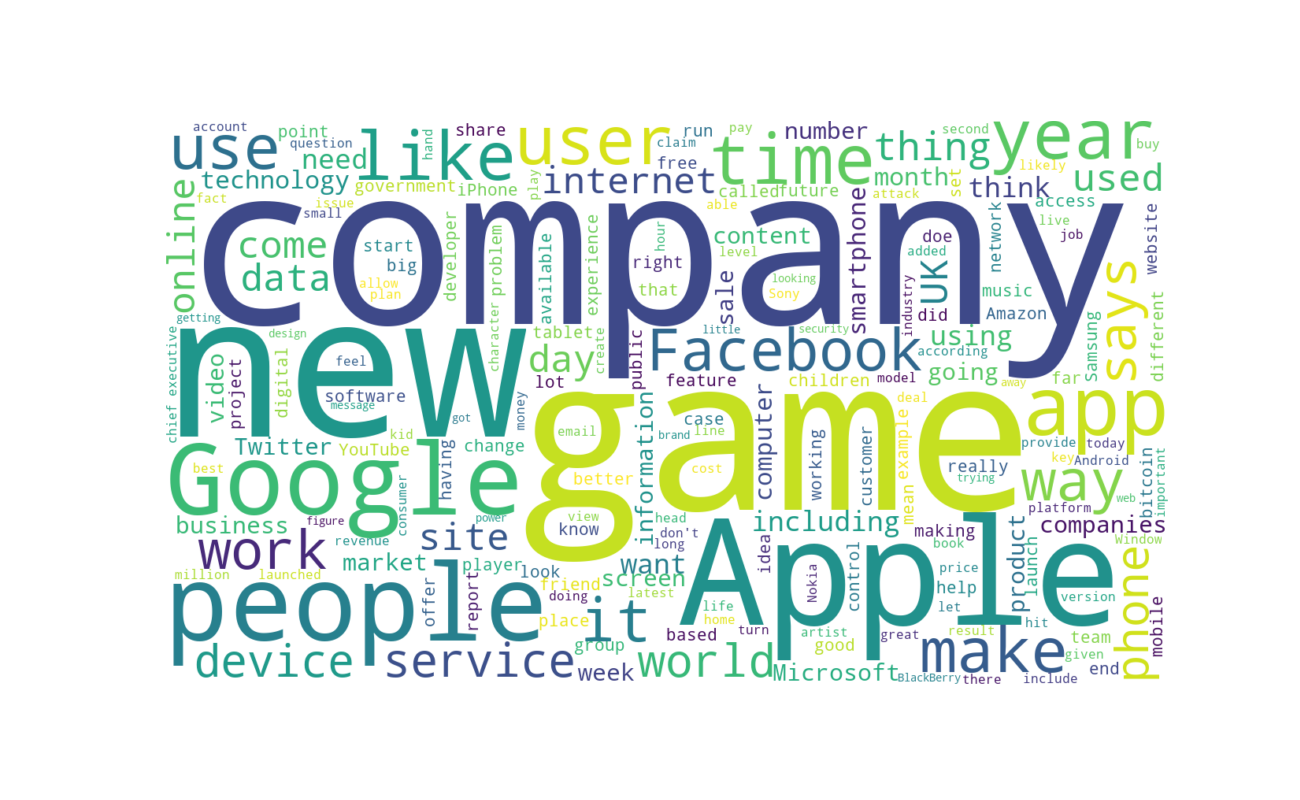 account
question
point
need
use
like
hand
share
user
run
claim
pay
number
time
second
thing
year
buy
likely
technology
government
iPhone
play
internet
free
called
future
month
attack
set
think
used
access
fact
issue
small
able
online
company
come
data
start
big
allow
plan
developer
problem
available
experience
hour
right
that
content
level
looking
Sony
sale
smartphone
doe
added
did
industry
UK
network
live
job
website
music
Amazon
getting
chief executive
new
design
video
project
digital
feel
software
message
got
money
character
tablet
create
day
lot
public
little
security
Facebook
according
using
going
Samsung
says
different
feature
children
model
away
far
app
game
deal
email
brand
line
case
information
cost
computer
working
customer
example
mean
really
trying
provide
today
key
Android
web
bitcoin
important
way
Twitter
YouTube
kid
change
best
Google
consumer
having
better
business
figure
power
view
know
head
don't
long
including
making
book
platform
companies
Window
work
revenue
market
site
player
want
idea
Apple
product
launch
million
launched
people
offer
report
look
friend
doing
place
it
screen
latest
life
home
Nokia
control
price
help
let
version
hit
phone
mobile
device
service
group
week
based
turn
world
artist
good
great
Microsoft
BlackBerry
there
make
result
include
team
given
end